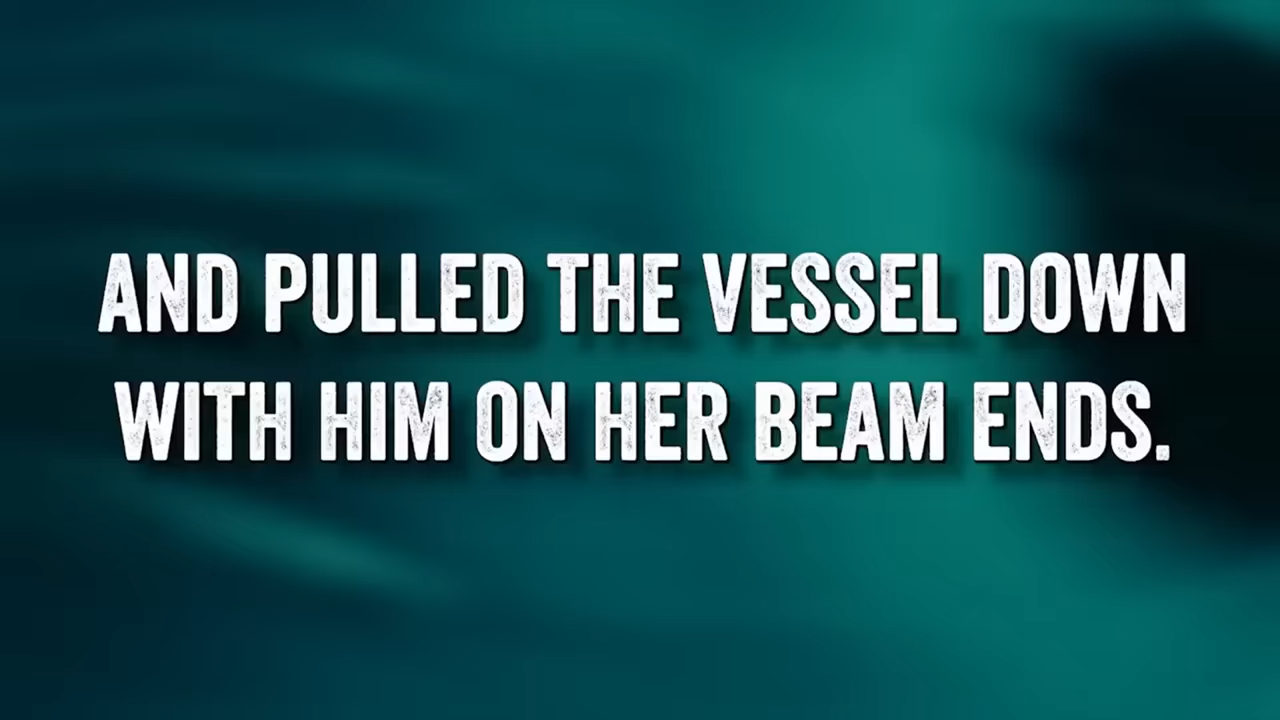 AND PULLED THE VESSEL DOWN
WITH HIM ON HER BEAM ENDS.